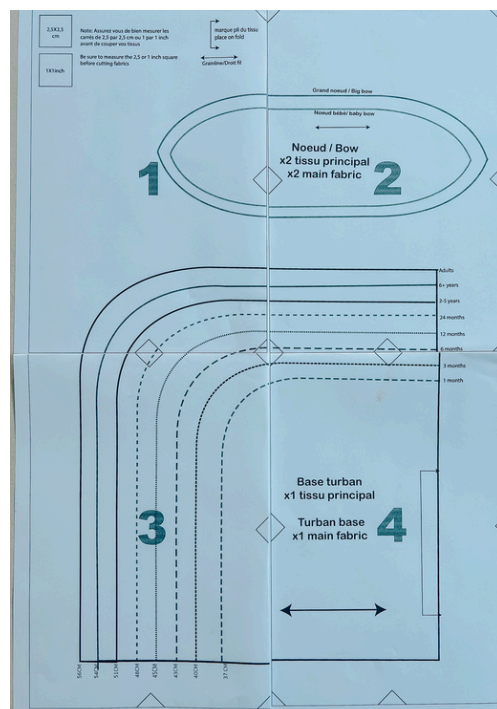 2,5X2,5
cm
1X1inch
Note: Assurez vous de bien mesurer les
carrés de 2,5 par 2,5 cm ou 1 par 1 inch
avant de couper vos tissus
Be sure to measure the 2,5 or 1 inch square
before cutting fabrics
marque pli du tissu
place on fold
Grainline/Droit fil
Grand noeud / Big bow
Noeud bébé/ baby bow
Noeud / Bow
x2 tissu principal
x2 main fabric
1
2
Adults
6+ years
2-5 years
24 months
12 months
6 months
3 months
1 month
Base turban
x1 tissu principal
Turban base
x1 main fabric
3
4
56CM
54CM
51CM
48CM
45CM
43CM
40CM
37 CM